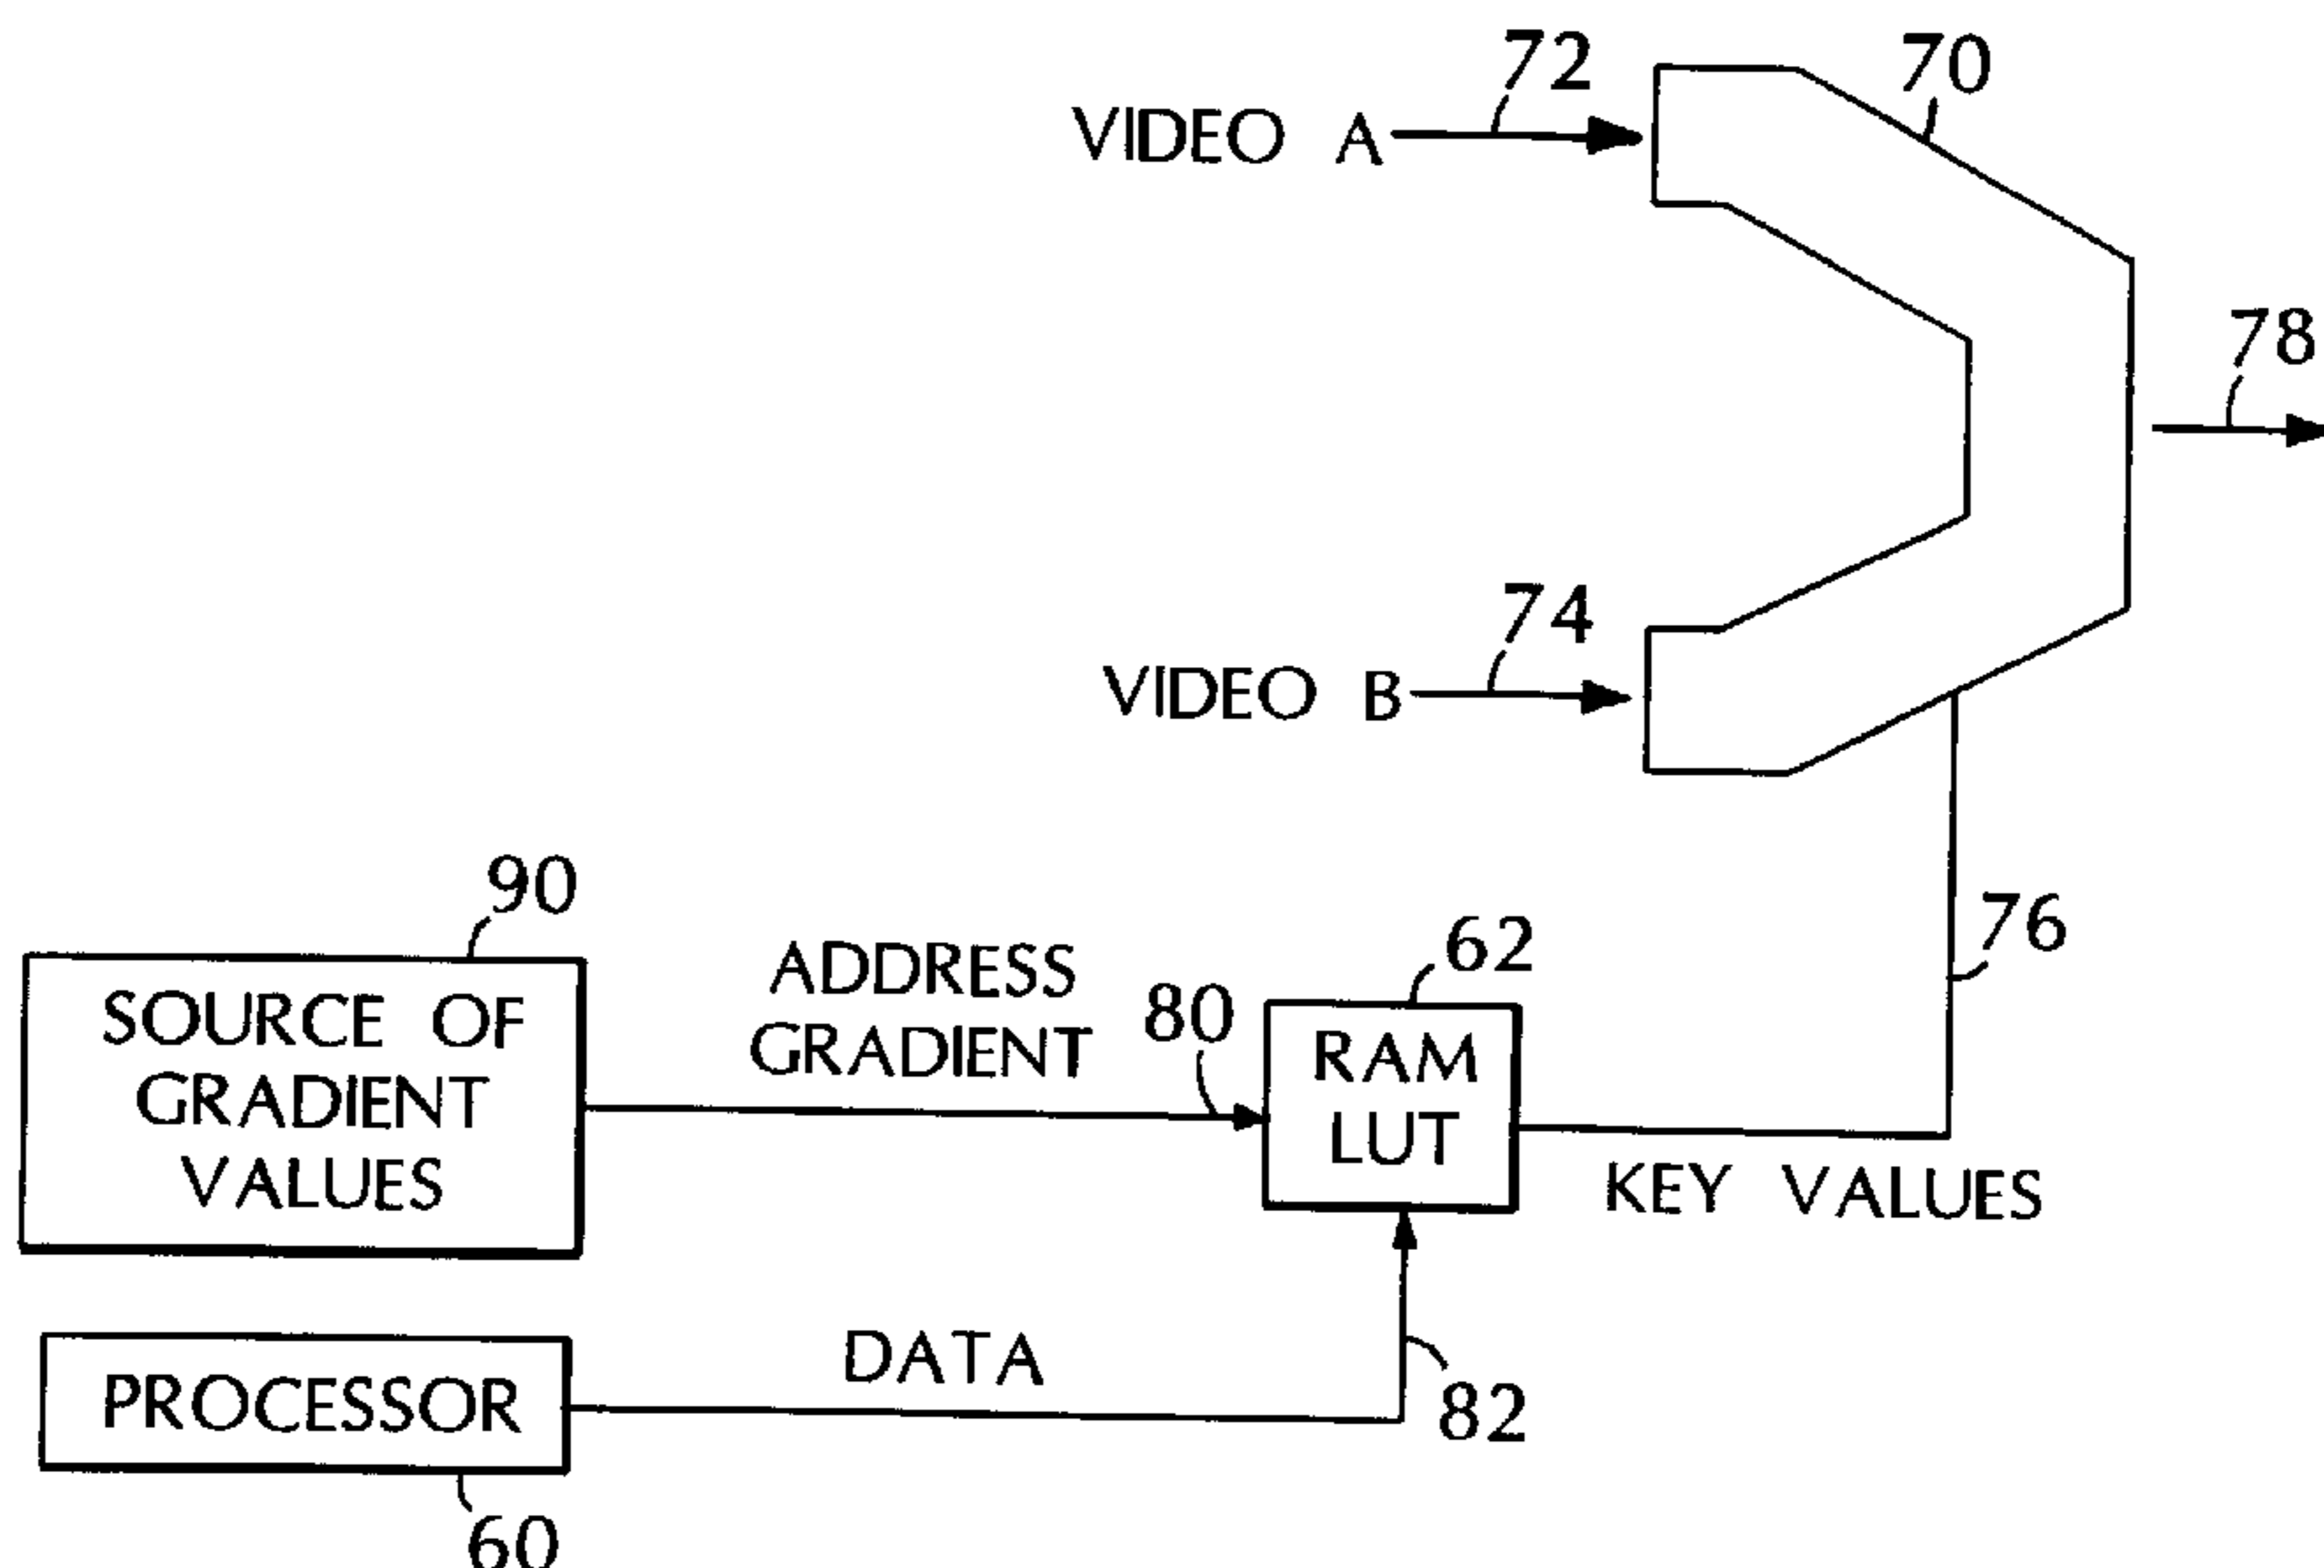 72
70
VIDEO A
78
74
VIDEO B
90
76
62
ADDRESS
GRADIENT
80
SOURCE OF
GRADIENT
VALUES
RAM
LUT
KEY VALUES
DATA
PROCESSOR
82
60